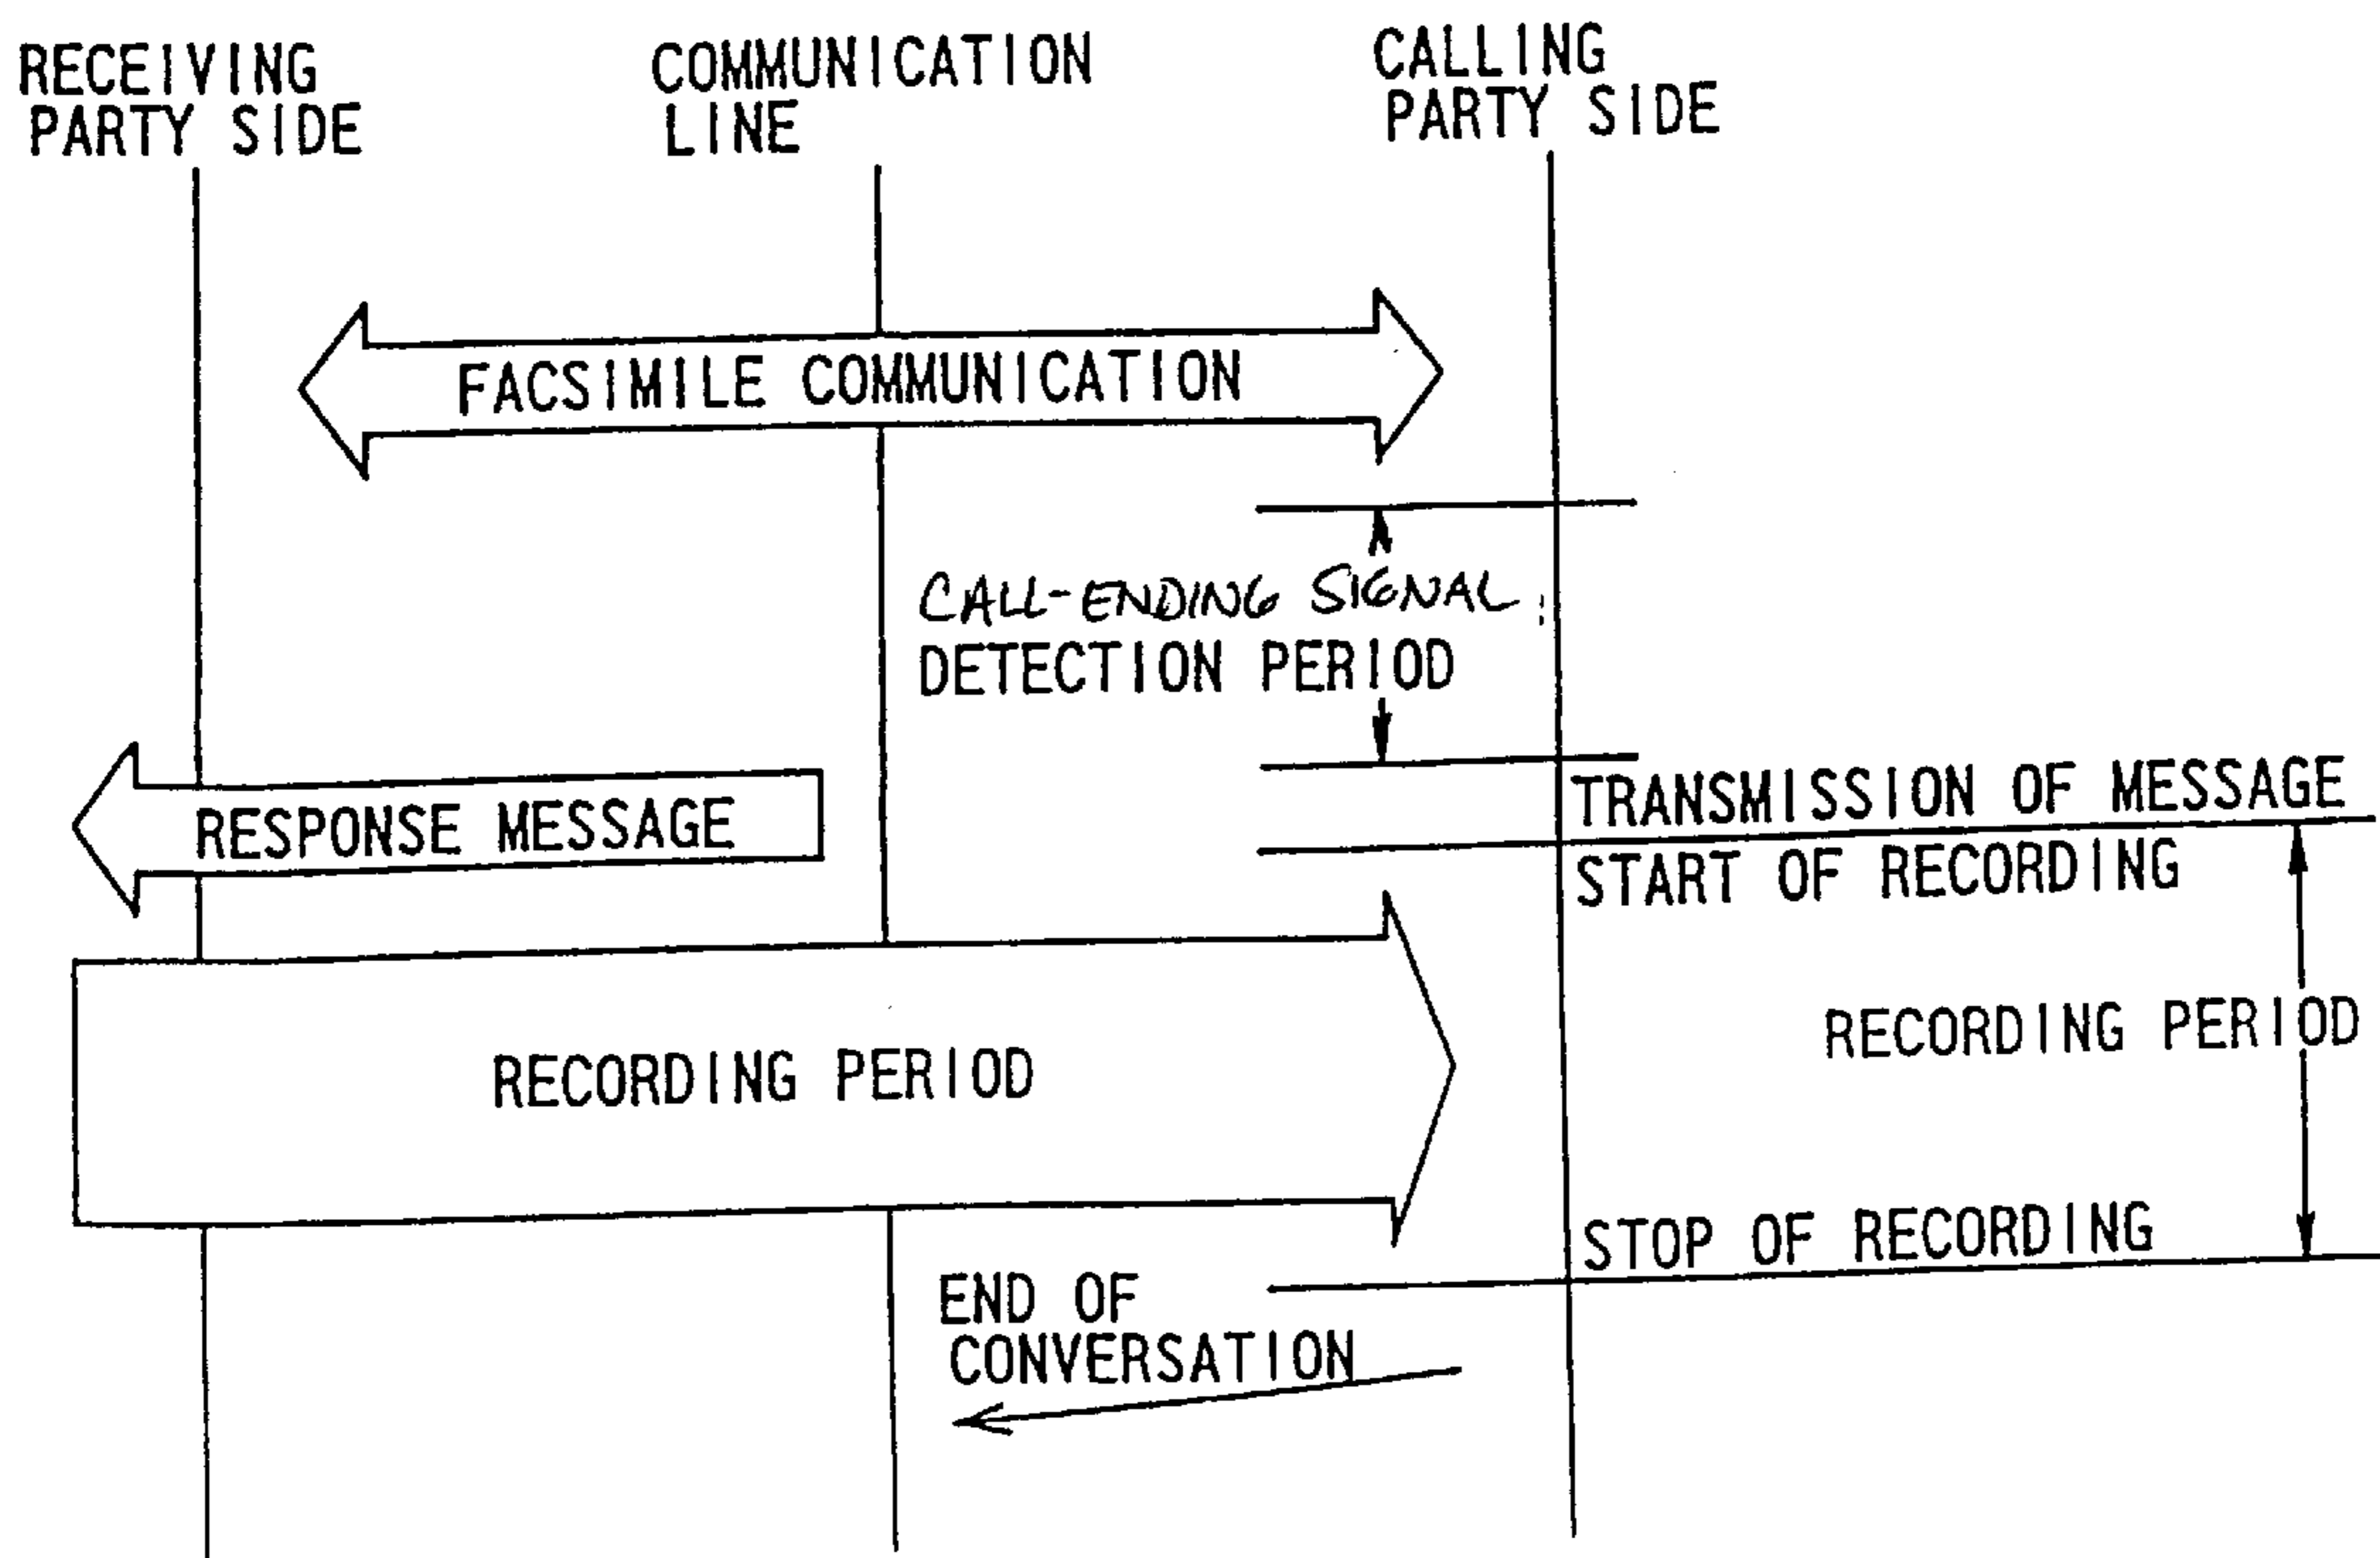 RECEIVING
PARTY SIDE
COMMUNICATION
LINE
CALLING
PARTY SIDE
FACSIMILE COMMUNICATION
CALL-ENDING SIGNAL
DETECTION PERIOD
RESPONSE MESSAGE
TRANSMISSION OF MESSAGE
START OF RECORDING
RECORDING PERIOD
RECORDING PERIOD
STOP OF RECORDING
END OF
CONVERSATION